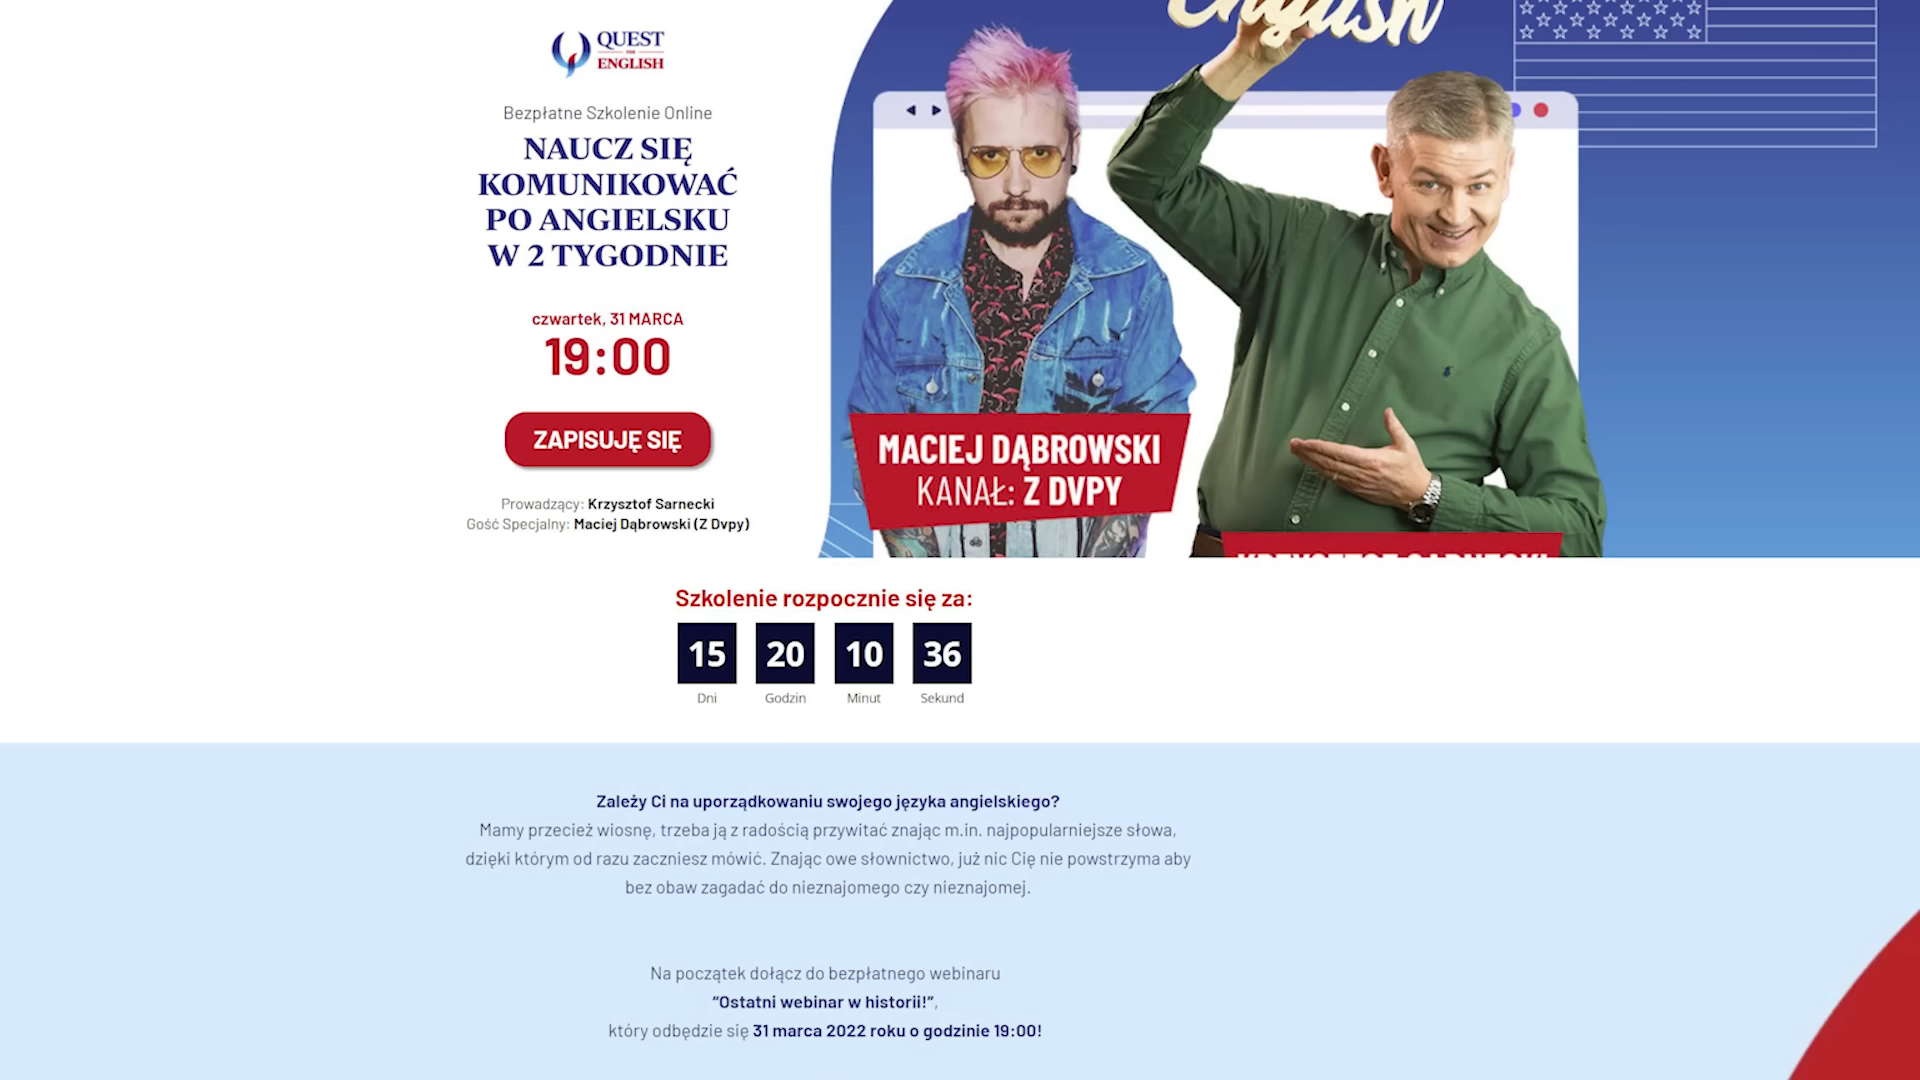 English
QUEST
FOR
ENGLISH
Bezpłatne Szkolenie Online
NAUCZ SIĘ
KOMUNIKOWAĆ
PO ANGIELSKU
W 2 TYGODNIE
czwartek, 31 MARCA
19:00
ZAPISUJĘ SIĘ
Prowadzący: Krzysztof Sarnecki
Gość Specjalny: Maciej Dąbrowski (Z Dvpy)
MACIEJ DĄBROWSKI
KANAŁ: Z DVPY
KRZYSZTOF SARNECKI
Szkolenie rozpocznie się za:
15 20 10 36
Dni Godzin Minut Sekund
Zależy Ci na uporządkowaniu swojego języka angielskiego?
Mamy przecież wiosnę, trzeba ją z radością przywitać znając m.in. najpopularniejsze słowa,
dzięki którym od razu zaczniesz mówić. Znając owe słownictwo, już nic Cię nie powstrzyma aby
bez obaw zagadać do nieznajomego czy nieznajomej.
Na początek dołącz do bezpłatnego webinaru
“Ostatni webinar w historii!”,
który odbędzie się 31 marca 2022 roku o godzinie 19:00!